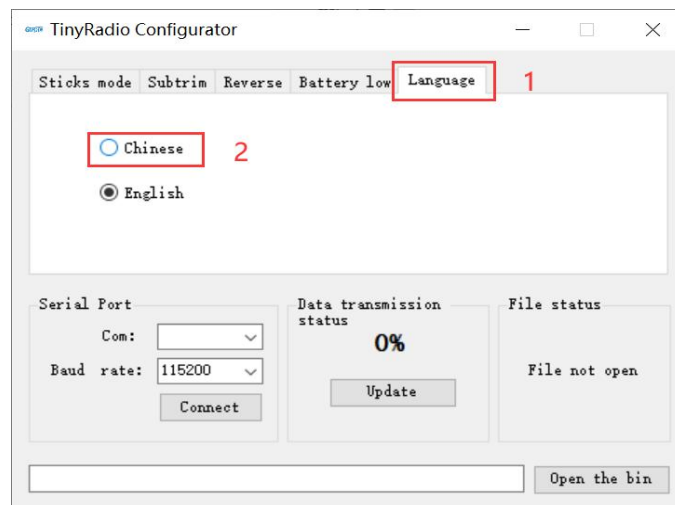 TinyRadio Configurator
Sticks mode Subtrim Reverse Battery low Language 1
Chinese 2
English
Serial Port
Com:
Baud rate: 115200
Connect
Data transmission
status
0%
Update
File status
File not open
Open the bin